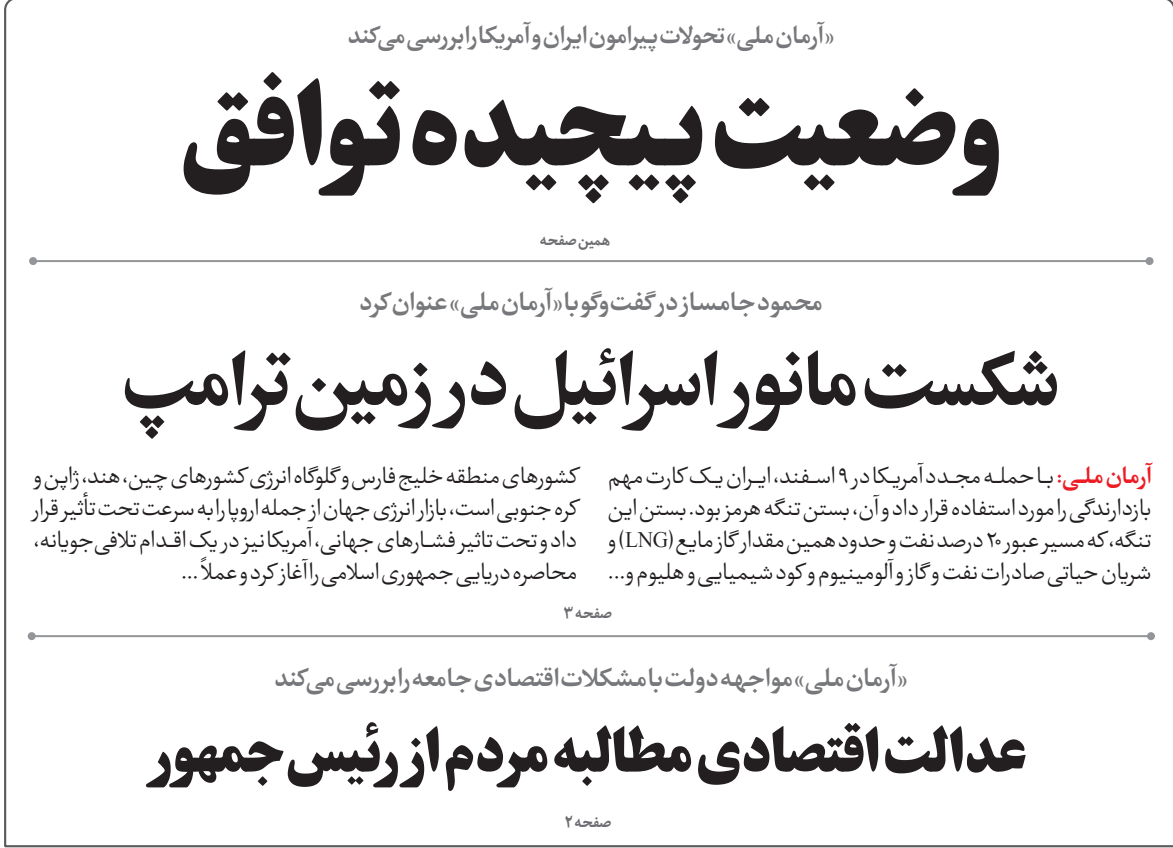 «آرمان ملی» تحولات پیرامون ایران و آمریکا را بررسی می‌کند
وضعیت پیچیده توافق
همین صفحه
محمود جامساز در گفت‌وگو با «آرمان ملی» عنوان کرد
شکست مانور اسرائیل در زمین ترامپ
آرمان ملی: با حمله مجدد آمریکا در ۹ اسفند، ایران یک کارت مهم
بازدارندگی را مورد استفاده قرار داد و آن، بستن تنگه هرمز بود. بستن این
تنگه، که مسیر عبور ۲۰ درصد نفت و حدود همین مقدار گاز مایع (LNG) و
شریان حیاتی صادرات نفت و گاز و آلومینیوم و کود شیمیایی و هلیوم و...
کشورهای منطقه خلیج فارس و گلوگاه انرژی کشورهای چین، هند، ژاپن و
کره جنوبی است، بازار انرژی جهان از جمله اروپا را به سرعت تحت تأثیر قرار
داد و تحت تاثیر فشارهای جهانی، آمریکا نیز در یک اقدام تلافی جویانه،
محاصره دریایی جمهوری اسلامی را آغاز کرد و عملاً ...
صفحه ۳
«آرمان ملی» مواجهه دولت با مشکلات اقتصادی جامعه را بررسی می‌کند
عدالت اقتصادی مطالبه مردم از رئیس جمهور
صفحه ۲